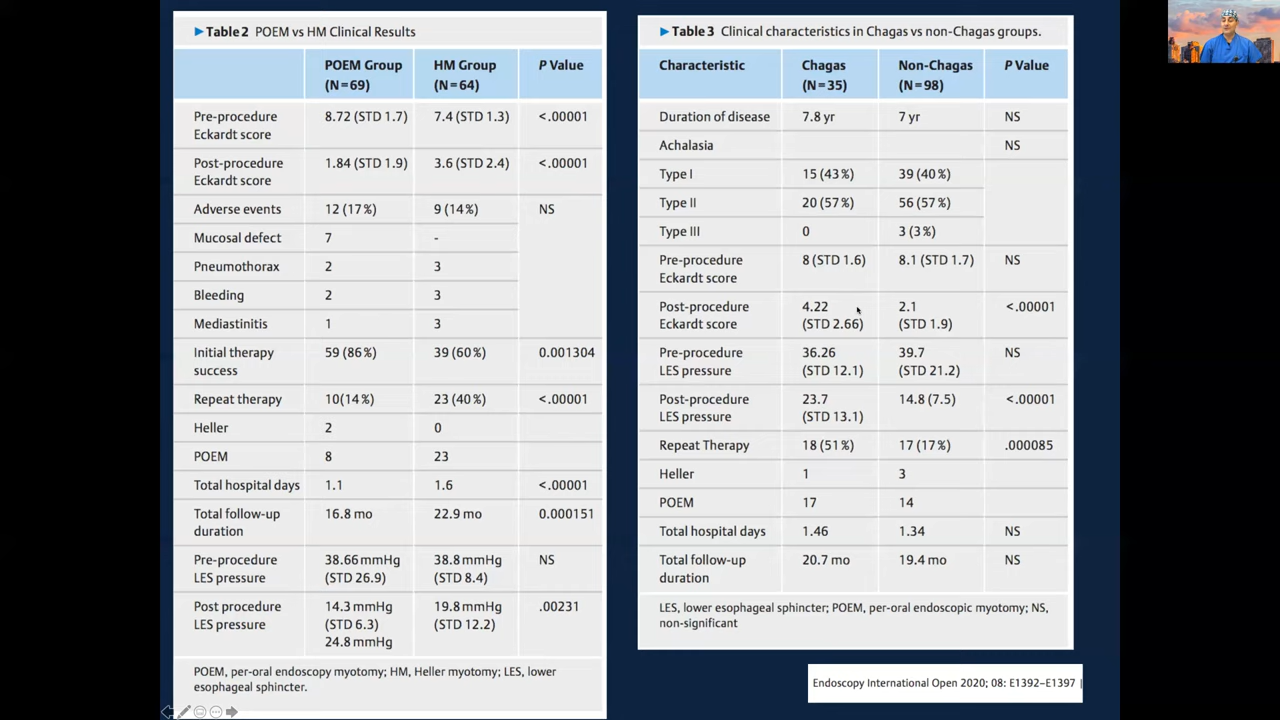 ▶Table 2 POEM vs HM Clinical Results
POEM Group (N=69) HM Group (N=64) P Value
Pre-procedure Eckardt score 8.72 (STD 1.7) 7.4 (STD 1.3) <.00001
Post-procedure Eckardt score 1.84 (STD 1.9) 3.6 (STD 2.4) <.00001
Adverse events 12 (17%) 9 (14%) NS
Mucosal defect 7 -
Pneumothorax 2 3
Bleeding 2 3
Mediastinitis 1 3
Initial therapy success 59 (86%) 39 (60%) 0.001304
Repeat therapy 10(14%) 23 (40%) <.00001
Heller 2 0
POEM 8 23
Total hospital days 1.1 1.6 <.00001
Total follow-up duration 16.8 mo 22.9 mo 0.000151
Pre-procedure LES pressure 38.66 mmHg (STD 26.9) 38.8 mmHg (STD 8.4) NS
Post procedure LES pressure 14.3 mmHg (STD 6.3) 24.8 mmHg 19.8 mmHg (STD 12.2) .00231
POEM, per-oral endoscopy myotomy; HM, Heller myotomy; LES, lower
esophageal sphincter.
▶Table 3 Clinical characteristics in Chagas vs non-Chagas groups.
Characteristic Chagas (N=35) Non-Chagas (N=98) P Value
Duration of disease 7.8 yr 7 yr NS
Achalasia NS
Type I 15 (43%) 39 (40%)
Type II 20 (57%) 56 (57%)
Type III 0 3 (3%)
Pre-procedure Eckardt score 8 (STD 1.6) 8.1 (STD 1.7) NS
Post-procedure Eckardt score 4.22 (STD 2.66) 2.1 (STD 1.9) <.00001
Pre-procedure LES pressure 36.26 (STD 12.1) 39.7 (STD 21.2) NS
Post-procedure LES pressure 23.7 (STD 13.1) 14.8 (7.5) <.00001
Repeat Therapy 18 (51%) 17 (17%) .000085
Heller 1 3
POEM 17 14
Total hospital days 1.46 1.34 NS
Total follow-up duration 20.7 mo 19.4 mo NS
LES, lower esophageal sphincter; POEM, per-oral endoscopic myotomy; NS,
non-significant
Endoscopy International Open 2020; 08: E1392–E1397 |